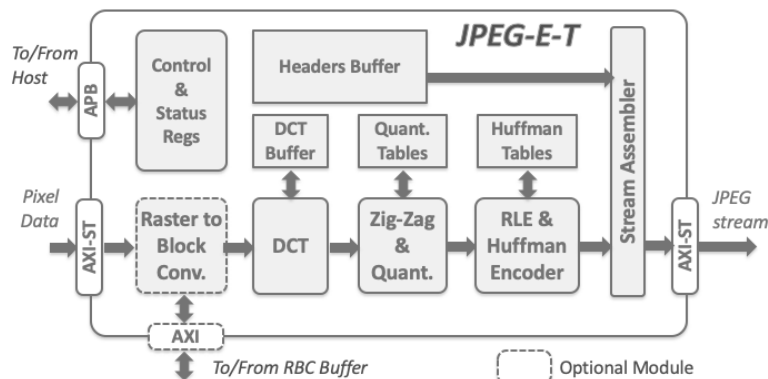 JPEG-E-T
To/From
Host
APB
Control
&
Status
Regs
Headers Buffer
DCT
Buffer
Quant.
Tables
Huffman
Tables
Stream Assembler
Pixel
Data
AXI-ST
Raster to
Block
Conv.
DCT
Zig-Zag
&
Quant.
RLE &
Huffman
Encoder
AXI-ST
JPEG
stream
AXI
To/From RBC Buffer
Optional Module